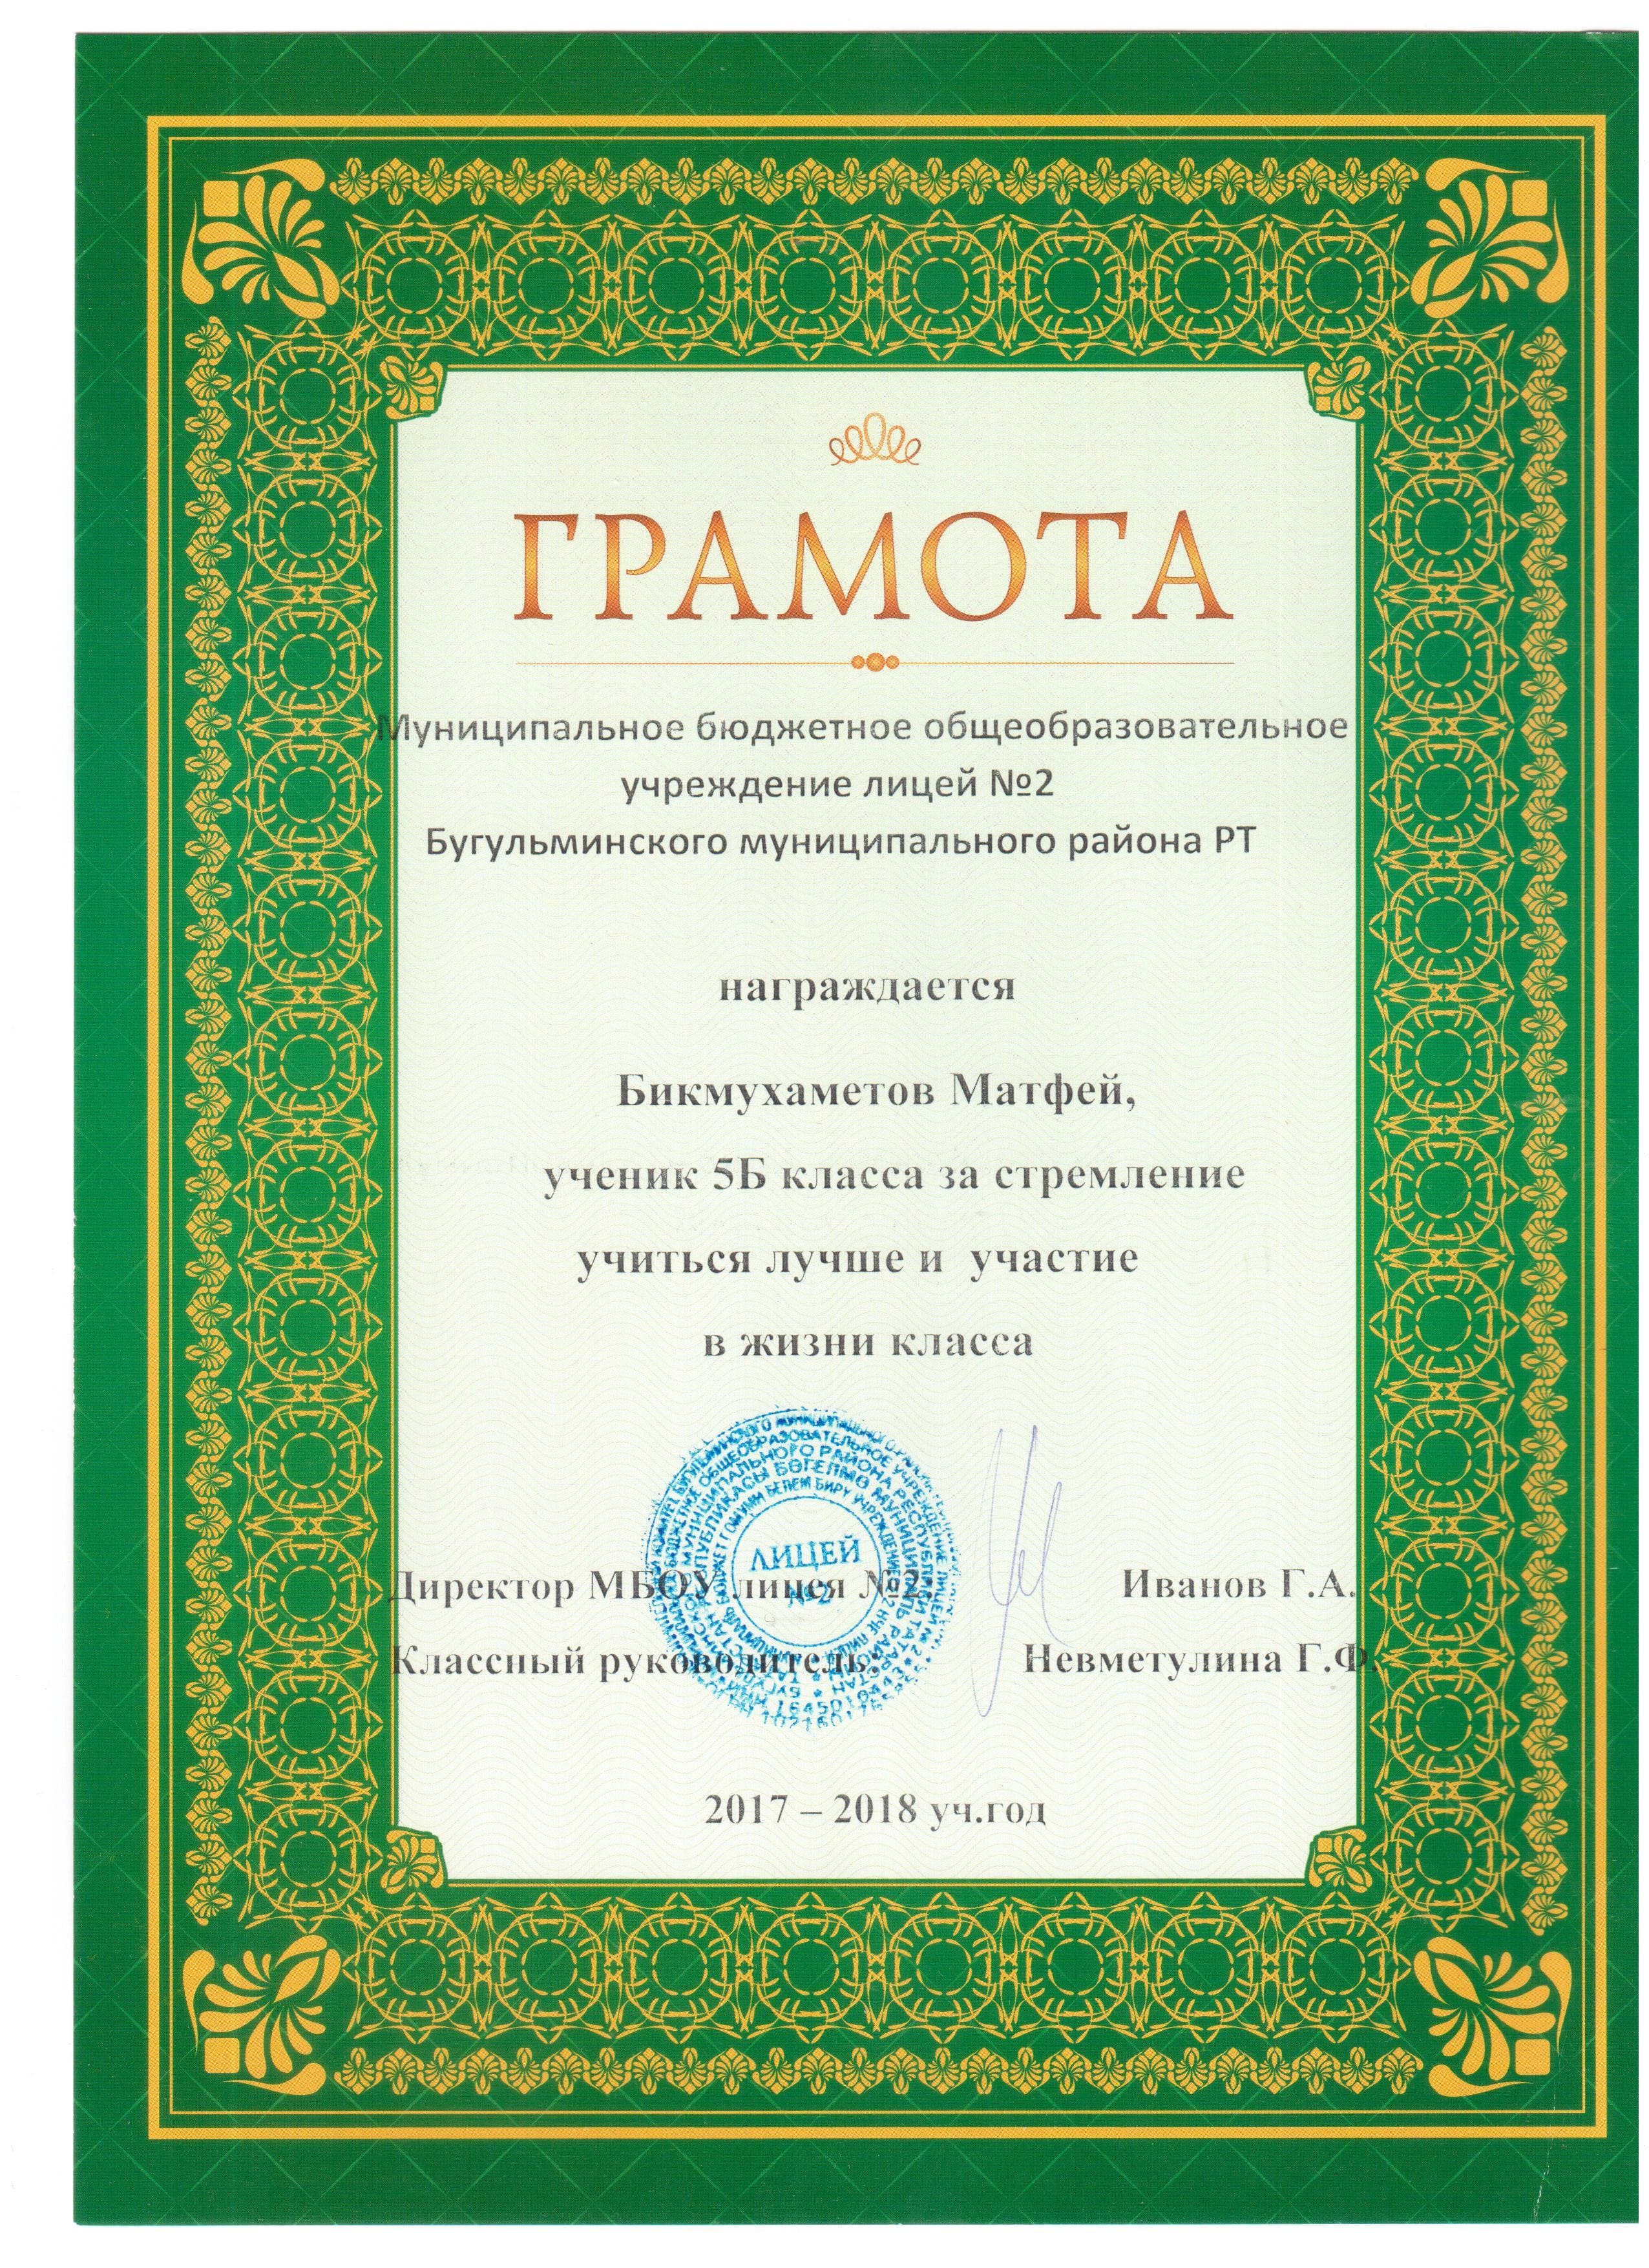 ГРАМОТА
Муниципальное бюджетное общеобразовательное
учреждение лицей №2
Бугульминского муниципального района РТ
награждается
Бикмухаметов Матфей,
ученик 5Б класса за стремление
учиться лучше и участие
в жизни класса
ЛИЦЕЙ
№2
Директор МБОУ лицея №2: Иванов Г.А.
Классный руководитель: Невметулина Г.Ф.
2017 – 2018 уч.год